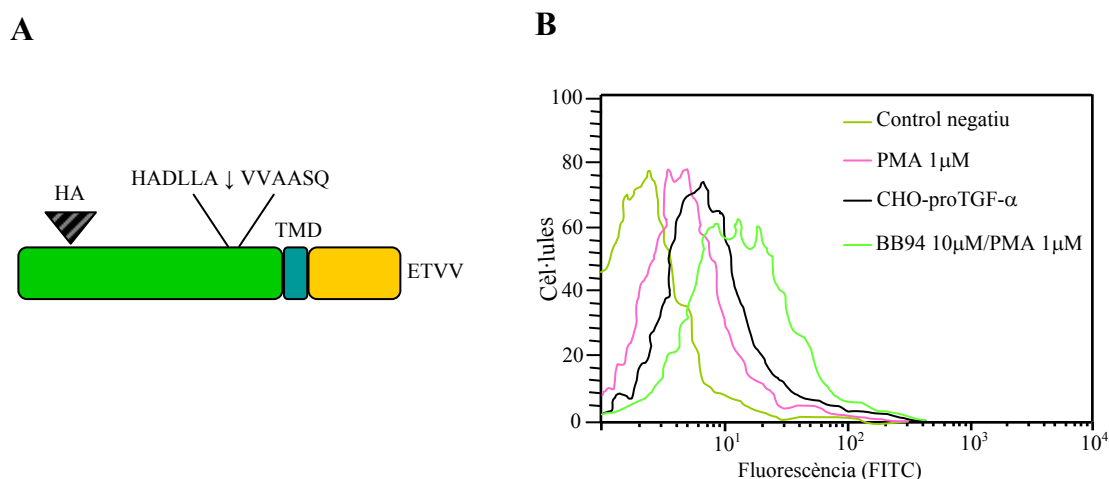 A
HADLLA ↓ VVAASQ
HA
TMD
ETVV
B
100
80
60
40
20
0
Cèl·lules
Control negatiu
PMA 1μM
CHO-proTGF-α
BB94 10μM/PMA 1μM
10¹
10²
10³
10⁴
Fluorescència (FITC)